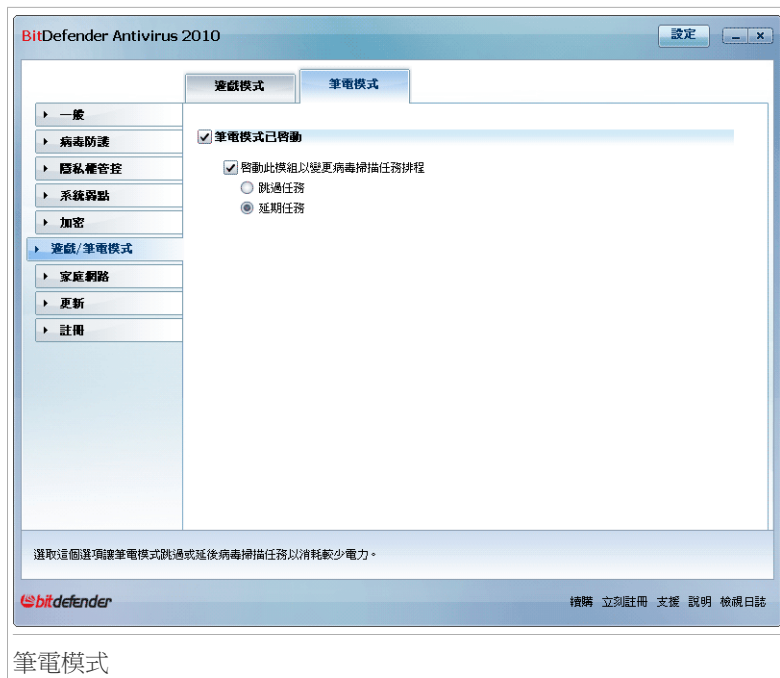 BitDefender Antivirus 2010
設定
遊戲模式
筆電模式
一般
病毒防護
隱私權管控
系統弱點
加密
遊戲/筆電模式
家庭網路
更新
註冊
筆電模式已啓動
啓動此模組以變更病毒掃描任務排程
跳過任務
延期任務
選取這個選項讓筆電模式跳過或延後病毒掃描任務以消耗較少電力。
bitdefender
續購 立刻註冊 支援 說明 檢視日誌
筆電模式